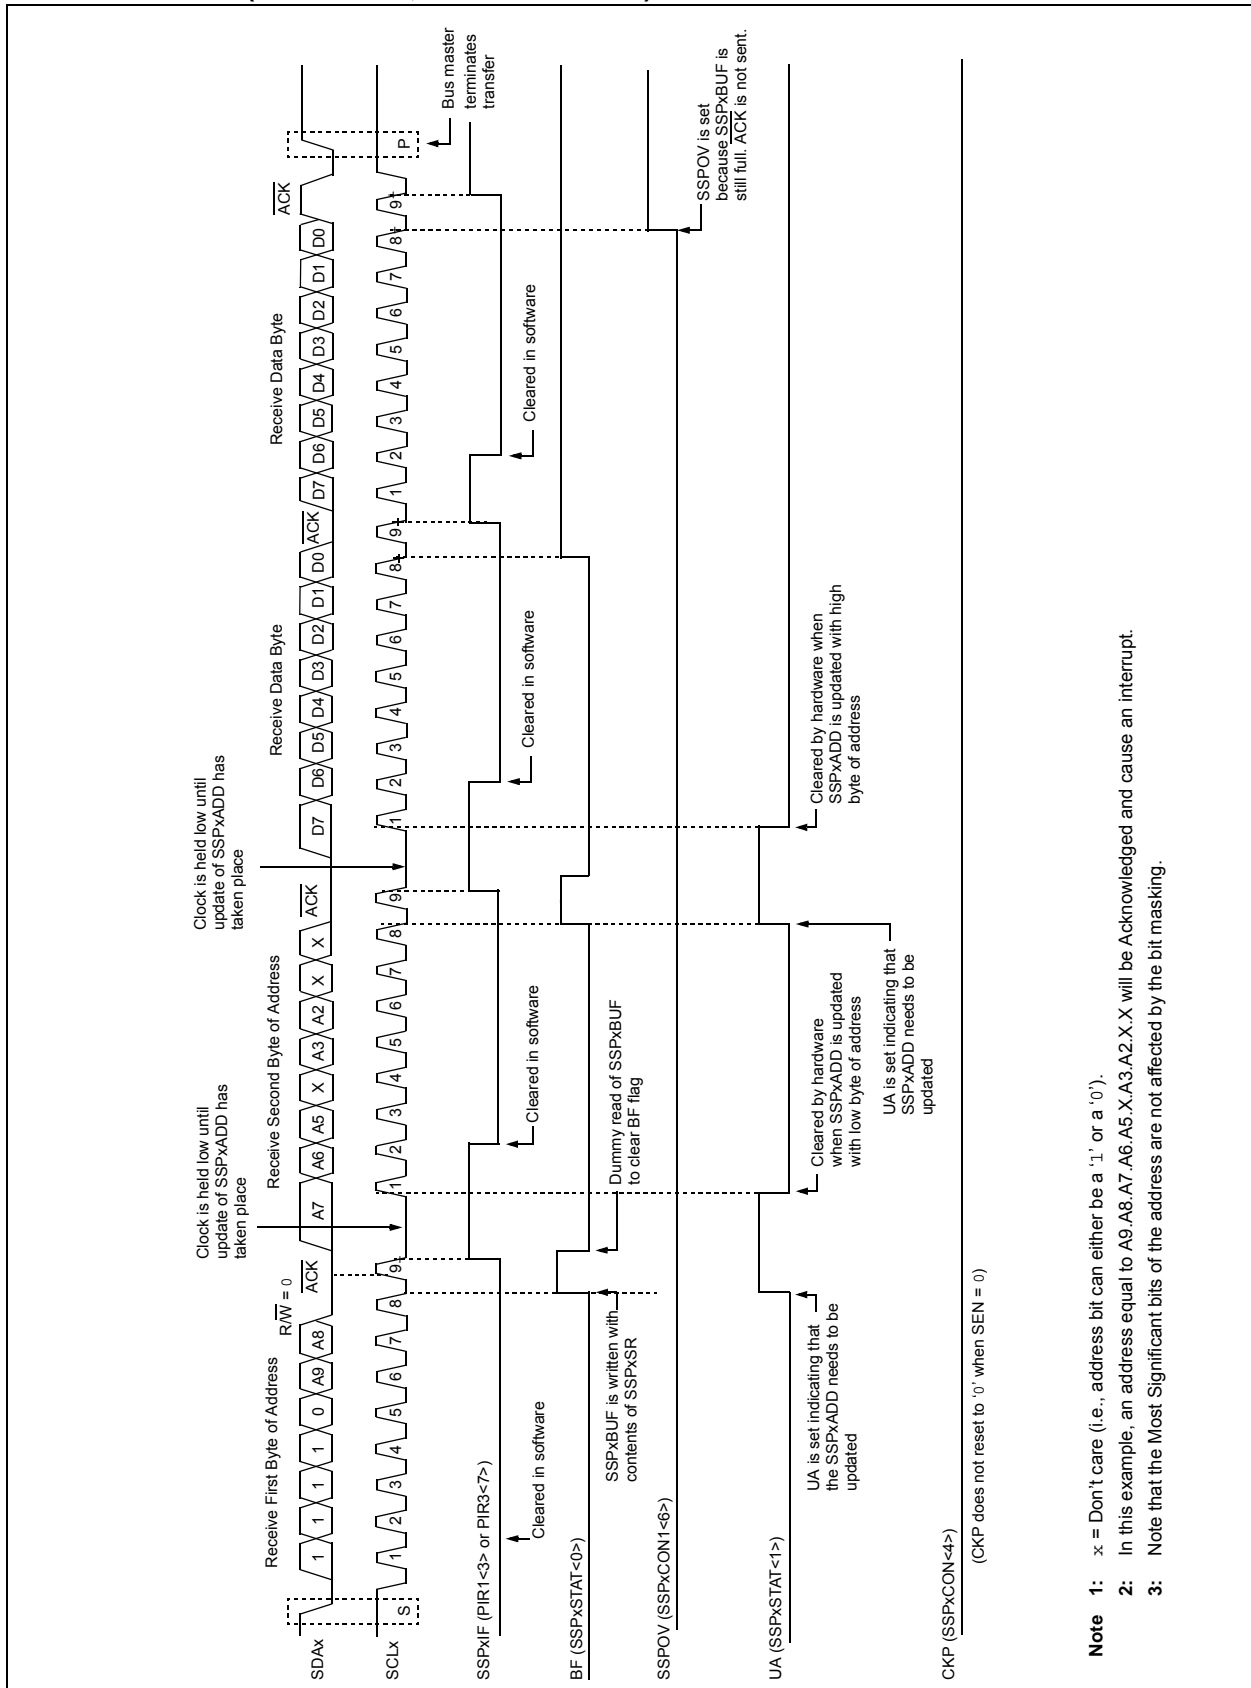 Clock is held low until
update of SSPxADD has
taken place
Clock is held low until
update of SSPxADD has
taken place
Receive First Byte of Address
R/W = 0
Receive Second Byte of Address
Receive Data Byte
Receive Data Byte
SDAx
1 1 1 1 0 A9 A8 ACK A7 A6 A5 X A3 A2 X X ACK D7 D6 D5 D4 D3 D2 D1 D0 ACK D7 D6 D5 D4 D3 D2 D1 D0 ACK
SCLx
S 1 2 3 4 5 6 7 8 9 1 2 3 4 5 6 7 8 9 1 2 3 4 5 6 7 8 9 1 2 3 4 5 6 7 8 9 P
Bus master
terminates
transfer
SSPxIF (PIR1<3> or PIR3<7>)
Cleared in software
Cleared in software
Cleared in software
Cleared in software
BF (SSPxSTAT<0>)
SSPxBUF is written with
contents of SSPxSR
Dummy read of SSPxBUF
to clear BF flag
SSPOV (SSPxCON1<6>)
SSPOV is set
because SSPxBUF is
still full. ACK is not sent.
UA (SSPxSTAT<1>)
UA is set indicating that
the SSPxADD needs to be
updated
Cleared by hardware
when SSPxADD is updated
with low byte of address
UA is set indicating that
SSPxADD needs to be
updated
Cleared by hardware when
SSPxADD is updated with high
byte of address
CKP (SSPxCON<4>)
(CKP does not reset to ‘0’ when SEN = 0)
Note 1: x = Don’t care (i.e., address bit can either be a ‘1’ or a ‘0’).
2: In this example, an address equal to A9.A8.A7.A6.A5.X.A3.A2.X.X will be Acknowledged and cause an interrupt.
3: Note that the Most Significant bits of the address are not affected by the bit masking.